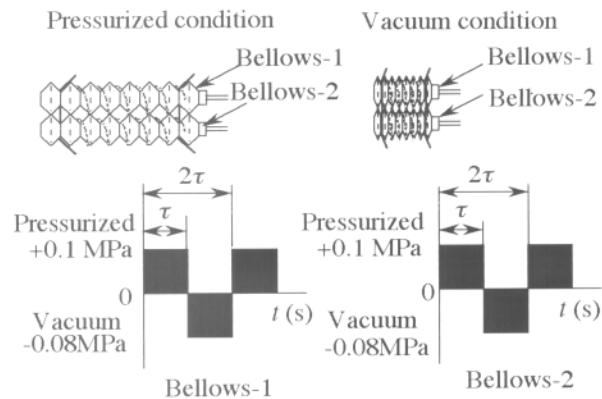 Pressurized condition
Vacuum condition
Bellows-1
Bellows-2
Bellows-1
Bellows-2
2τ
τ
Pressurized
+0.1 MPa
0
t (s)
Vacuum
-0.08MPa
Bellows-1
2τ
τ
Pressurized
+0.1 MPa
0
t (s)
Vacuum
-0.08MPa
Bellows-2